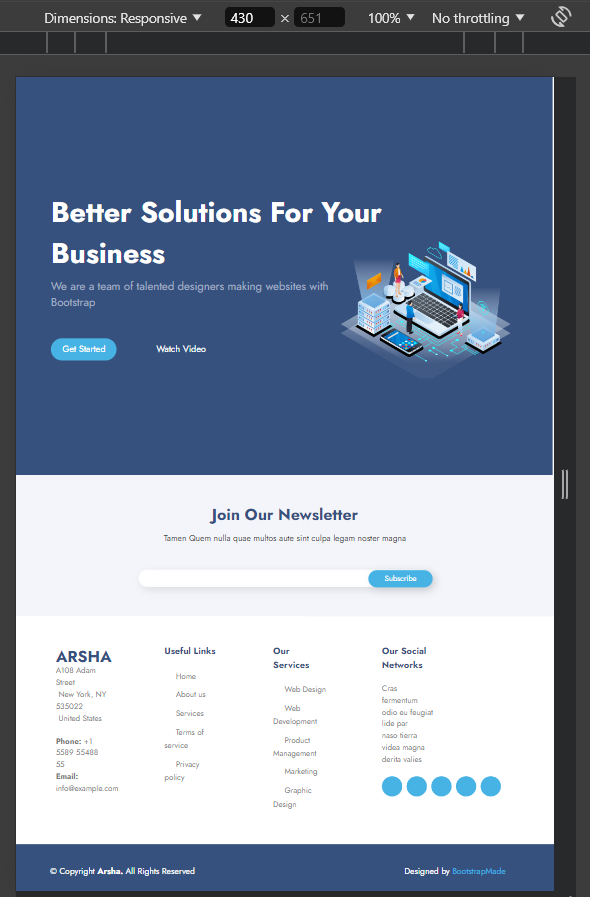 Dimensions: Responsive 430 × 651 100% No throttling
Better Solutions For Your
Business
We are a team of talented designers making websites with
Bootstrap
Get Started Watch Video
Join Our Newsletter
Tamen Quem nulla quae multos aute sint culpa legam noster magna
Subscribe
ARSHA
A108 Adam
Street
New York, NY
535022
United States
Phone: +1
5589 55488
55
Email:
info@example.com
Useful Links
Home
About us
Services
Terms of
service
Privacy
policy
Our
Services
Web Design
Web
Development
Product
Management
Marketing
Graphic
Design
Our Social
Networks
Cras
fermentum
odio eu feugiat
lide par
naso tierra
videa magna
derita valies
© Copyright Arsha. All Rights Reserved
Designed by BootstrapMade